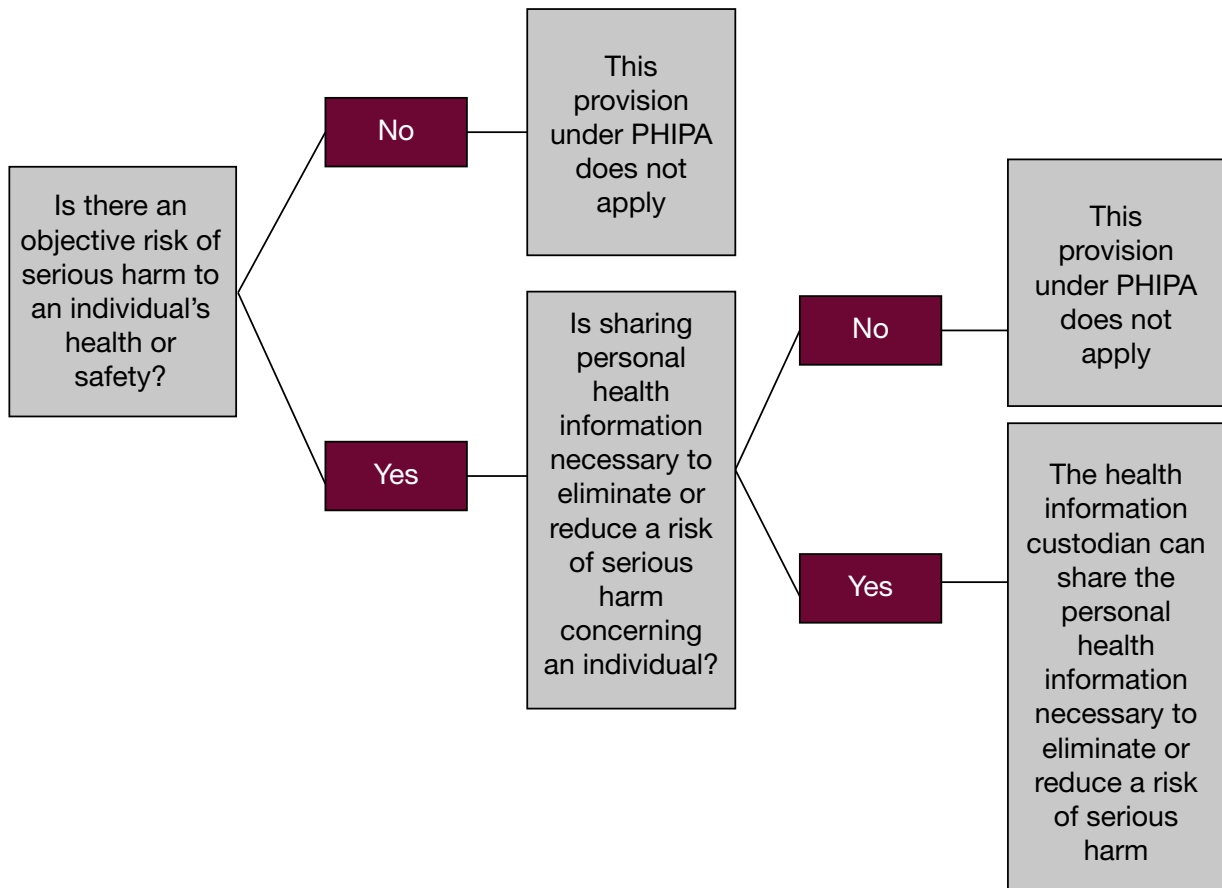 Is there an
objective risk of
serious harm to
an individual’s
health or
safety?
No
This
provision
under PHIPA
does not
apply
Yes
Is sharing
personal
health
information
necessary to
eliminate or
reduce a risk
of serious
harm
concerning
an individual?
No
This
provision
under PHIPA
does not
apply
Yes
The health
information
custodian can
share the
personal
health
information
necessary to
eliminate or
reduce a risk
of serious
harm